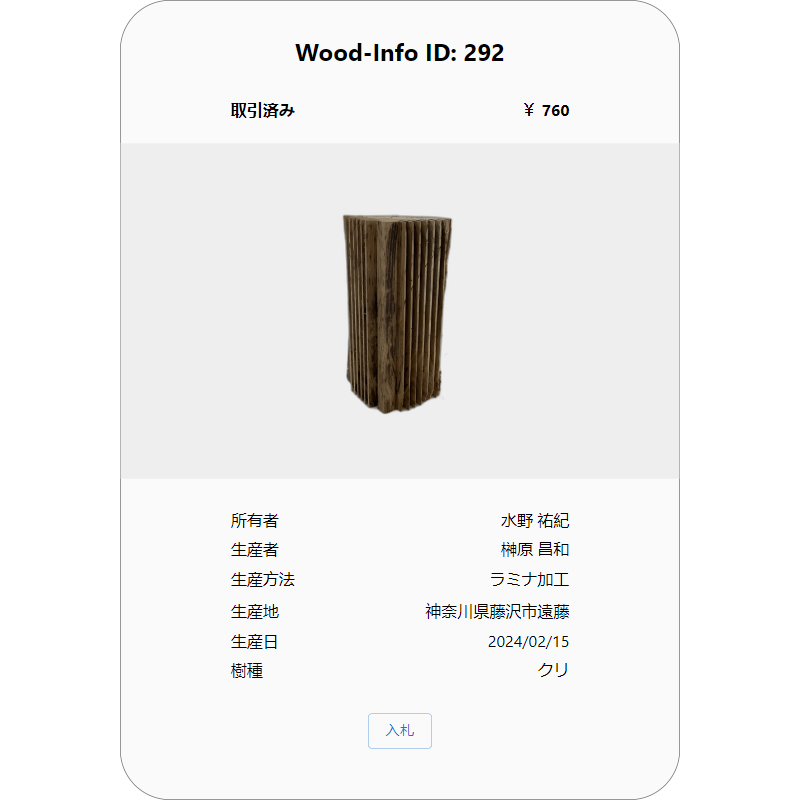 Wood-Info ID: 292
取引済み ¥ 760
所有者 水野 祐紀
生産者 榊原 昌和
生産方法 ラミナ加工
生産地 神奈川県藤沢市遠藤
生産日 2024/02/15
樹種 クリ
入札